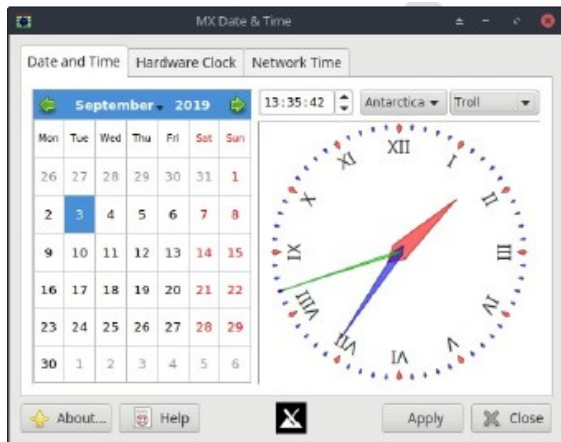 MX Date & Time
Date and Time Hardware Clock Network Time
September 2019 13:35:42 Antarctica Troll
Mon Tue Wed Thu Fri Sat Sun
26 27 28 29 30 31 1
2 3 4 5 6 7 8
9 10 11 12 13 14 15
16 17 18 19 20 21 22
23 24 25 26 27 28 29
30 1 2 3 4 5 6
XII
I
II
III
IV
V
VI
VII
VIII
IX
X
XI
About... Help Apply Close